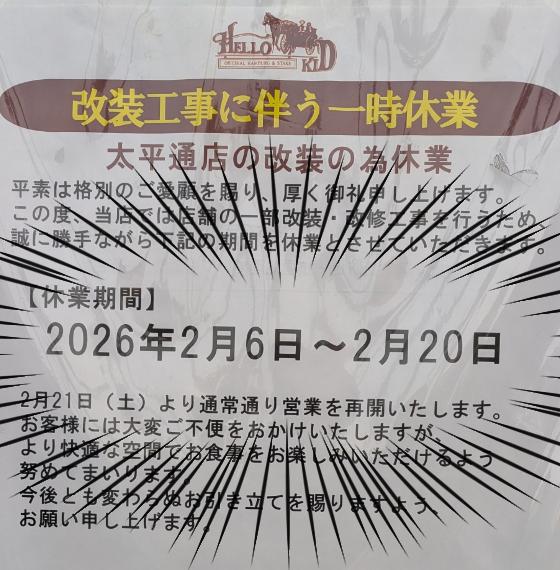 HELLO KID
ORIGINAL HAMBURG & STAKE
改装工事に伴う一時休業
太平通店の改装の為休業
平素は格別のご愛顧を賜り、厚く御礼申し上げます。
この度、当店では店舗の一部改装・改修工事を行うため、
誠に勝手ながら下記の期間を休業とさせていただきます。
【休業期間】
2026年2月6日～2月20日
2月21日（土）より通常通り営業を再開いたします。
お客様には大変ご不便をおかけいたしますが、
より快適な空間でお食事をお楽しみいただけるよう
努めてまいります。
今後とも変わらぬお引き立てを賜りますよう、
お願い申し上げます。